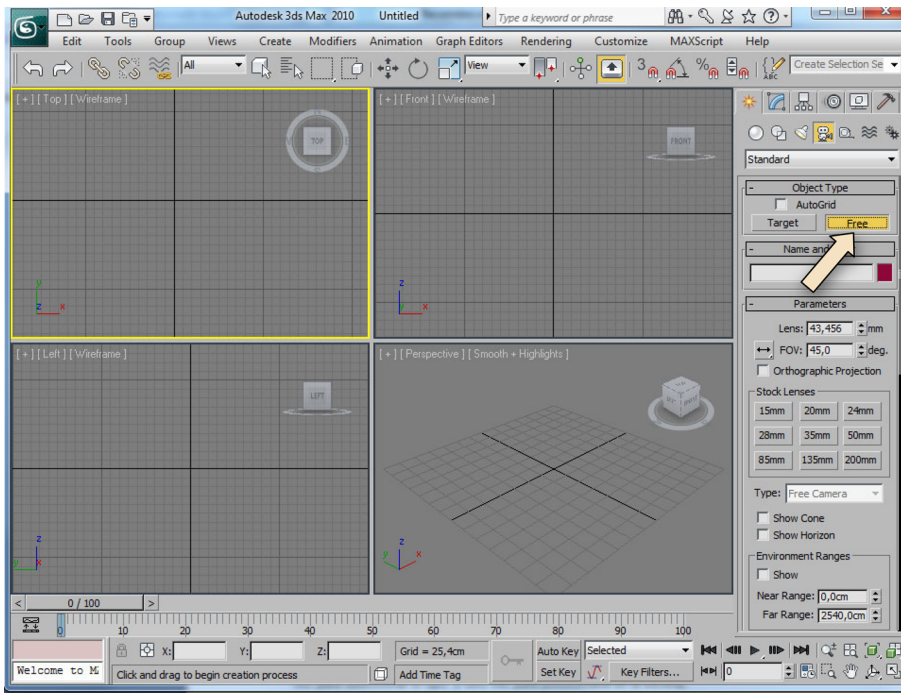 Autodesk 3ds Max 2010 Untitled Type a keyword or phrase
Edit Tools Group Views Create Modifiers Animation Graph Editors Rendering Customize MAXScript Help
All View 3 % ABC Create Selection Se
[ + ] [ Top ] [ Wireframe ]
TOP
[ + ] [ Front ] [ Wireframe ]
FRONT
Standard
- Object Type
AutoGrid
Target Free
- Name and
- Parameters
Lens: 43,456 mm
FOV: 45,0 deg.
Orthographic Projection
Stock Lenses
15mm 20mm 24mm
28mm 35mm 50mm
85mm 135mm 200mm
Type: Free Camera
Show Cone
Show Horizon
Environment Ranges
Show
Near Range: 0,0cm
Far Range: 2540,0cm
y
z x
z
y x
[ + ] [ Left ] [ Wireframe ]
LEFT
[ + ] [ Perspective ] [ Smooth + Highlights ]
z
y x
z
y x
< 0 / 100 >
0 10 20 30 40 50 60 70 80 90 100
X: Y: Z: Grid = 25,4cm Auto Key Selected
Welcome to M Click and drag to begin creation process Add Time Tag Set Key Key Filters... 0